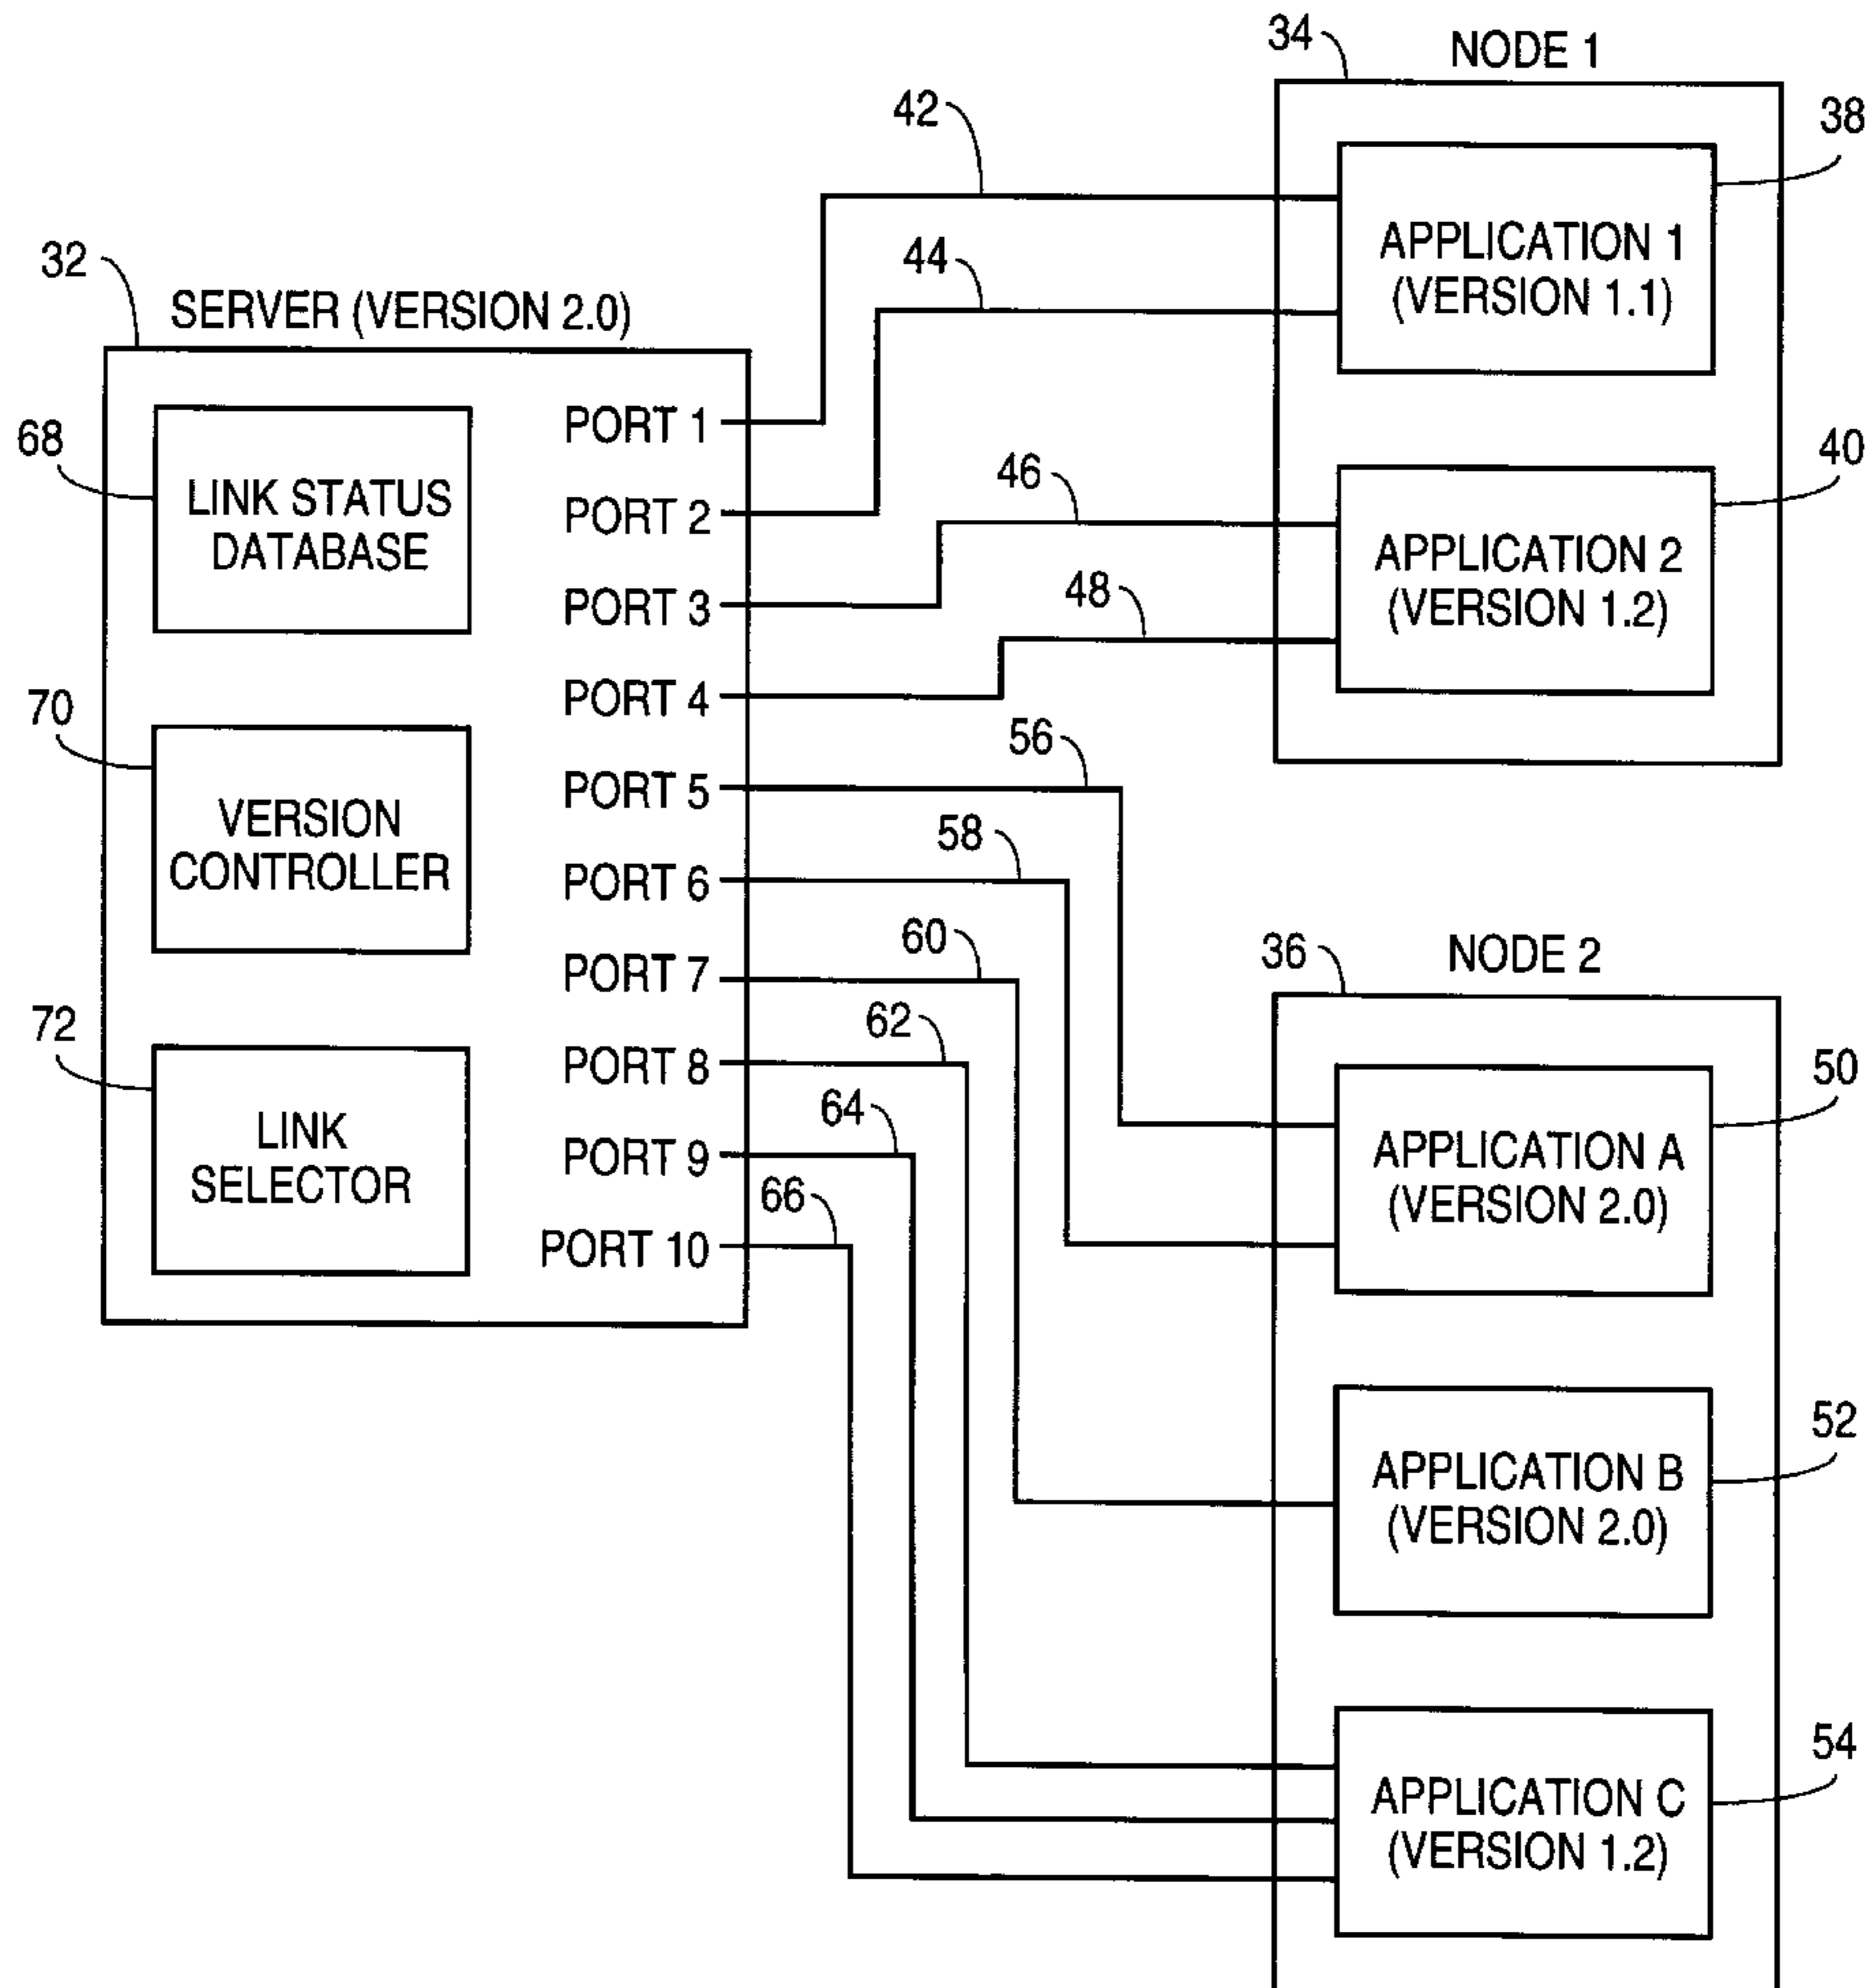 34
NODE 1
42
38
APPLICATION 1
(VERSION 1.1)
44
32
SERVER (VERSION 2.0)
68
LINK STATUS
DATABASE
PORT 1
PORT 2
PORT 3
PORT 4
PORT 5
PORT 6
PORT 7
PORT 8
PORT 9
PORT 10
46
40
APPLICATION 2
(VERSION 1.2)
48
70
VERSION
CONTROLLER
56
58
60
62
64
66
72
LINK
SELECTOR
36
NODE 2
50
APPLICATION A
(VERSION 2.0)
52
APPLICATION B
(VERSION 2.0)
54
APPLICATION C
(VERSION 1.2)